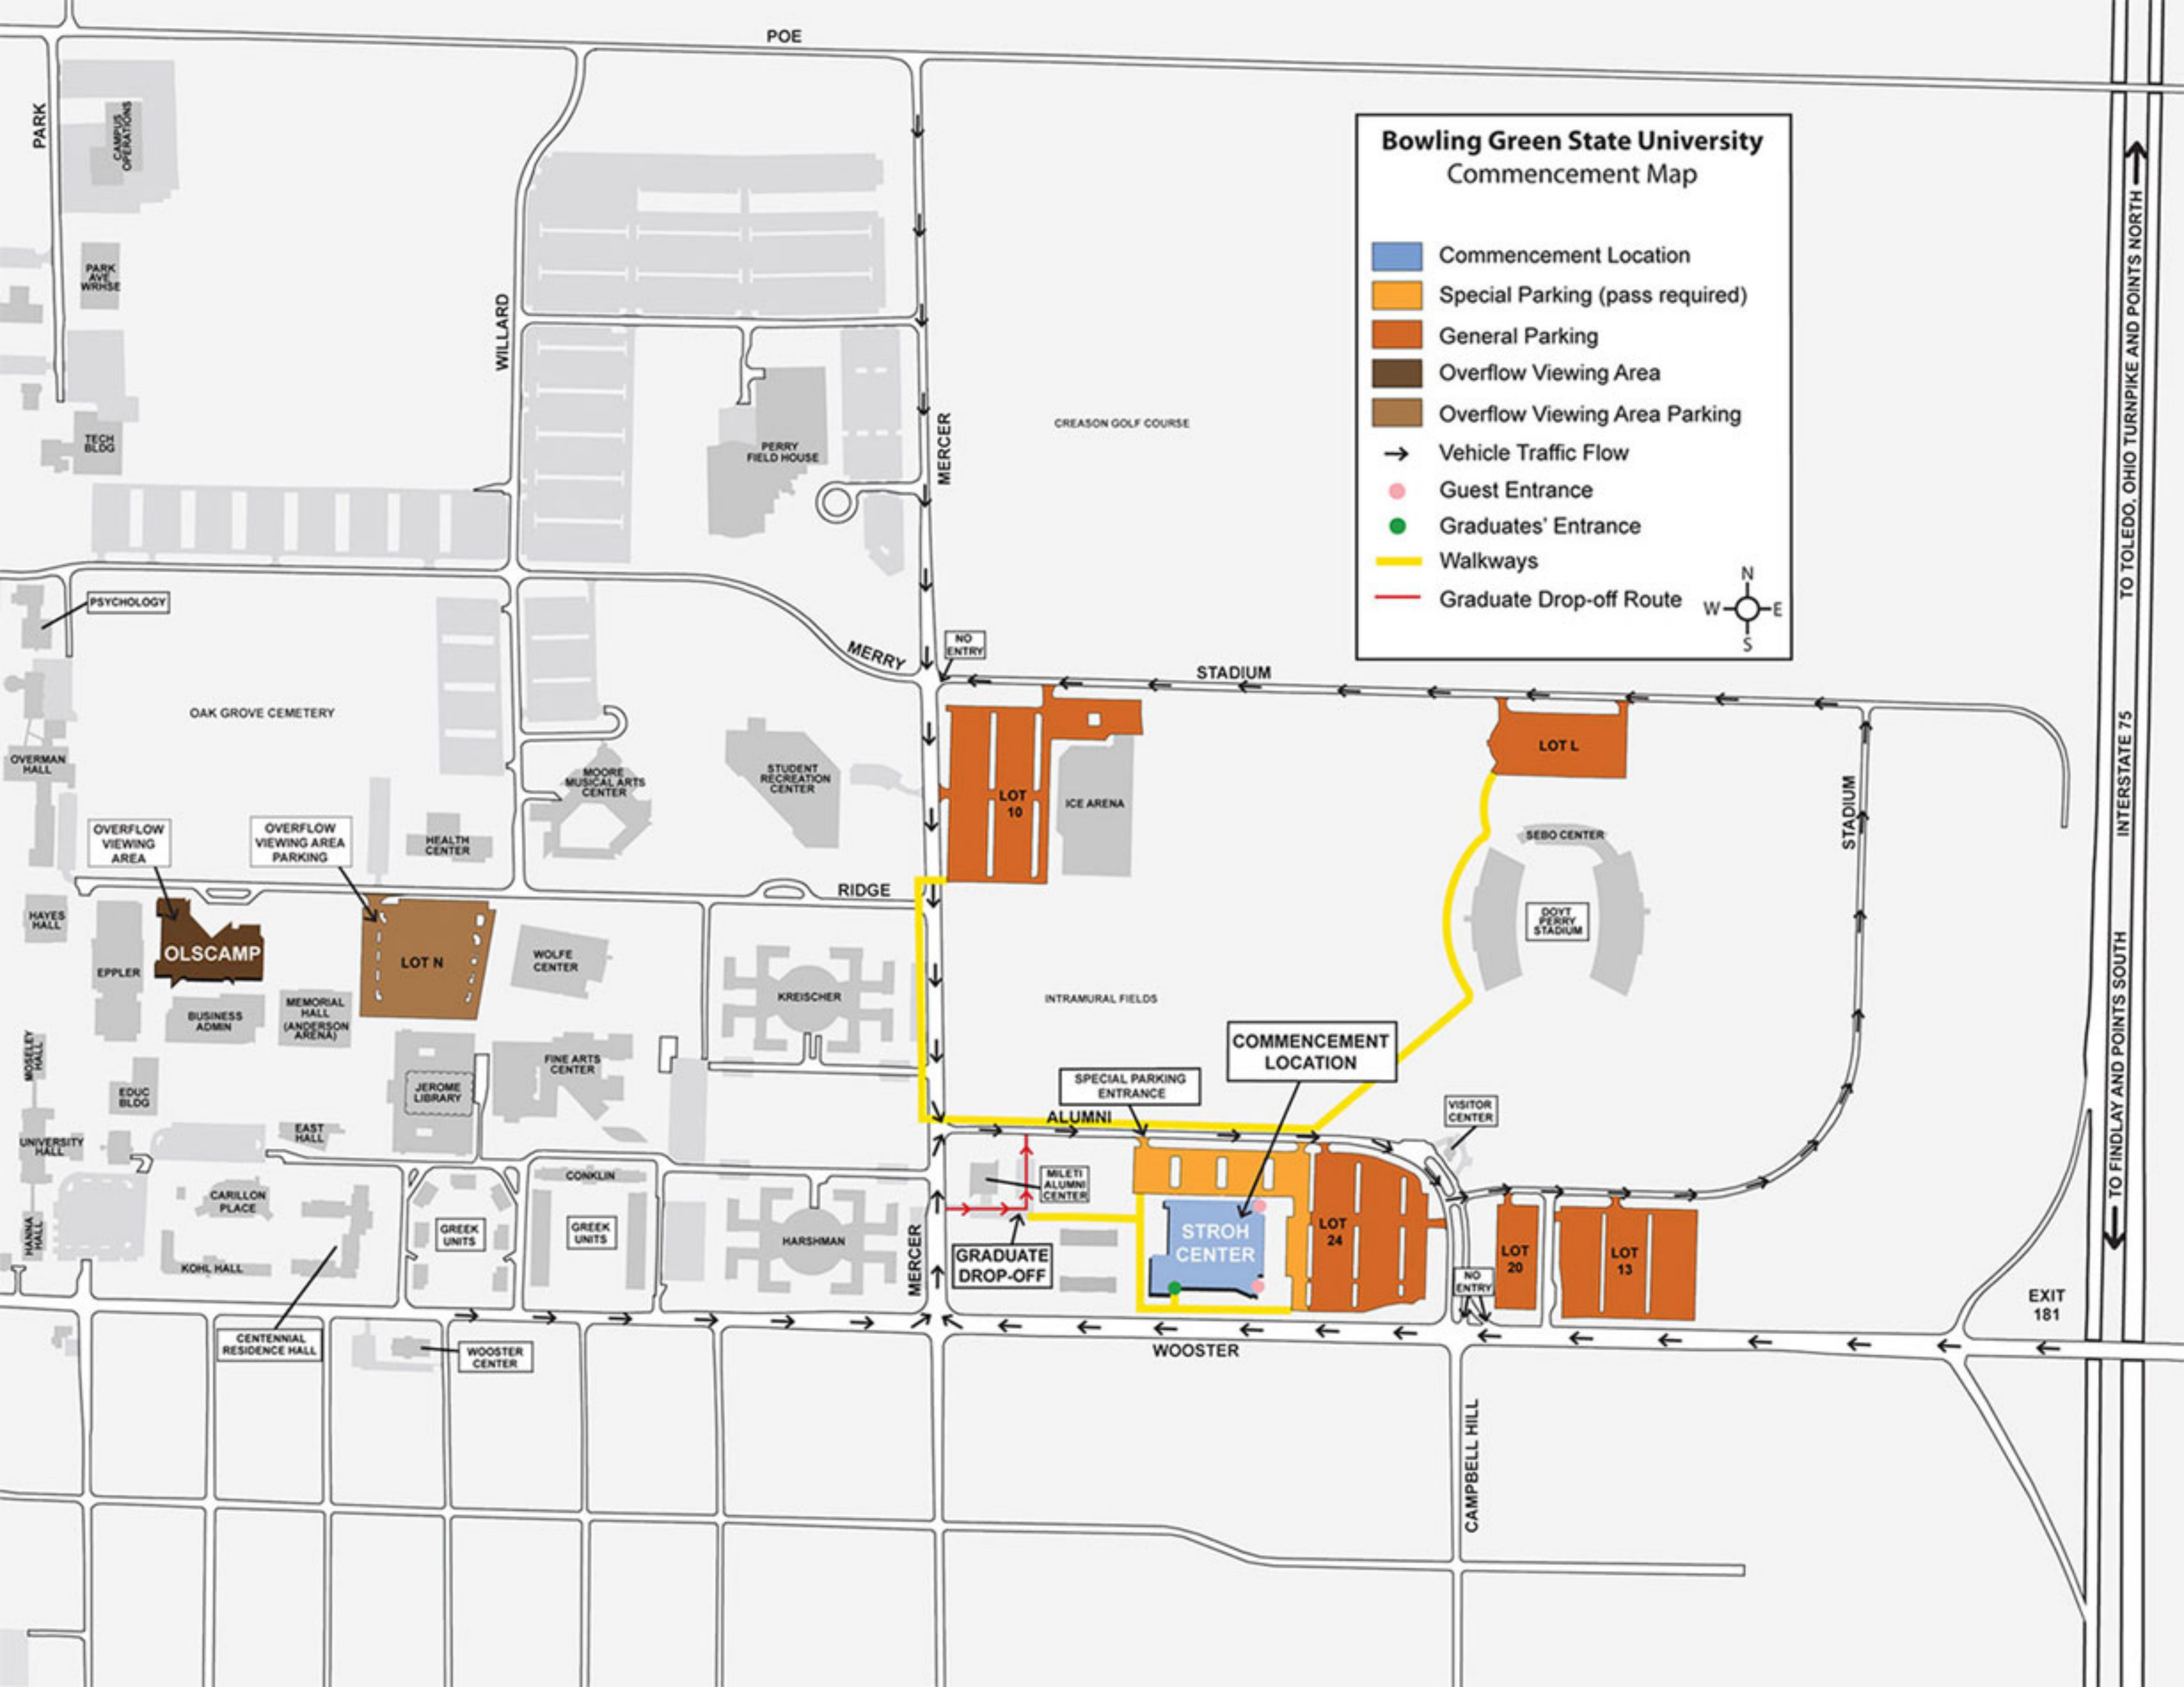 POE
PARK
CAMPUS
OPERATIONS
Bowling Green State University
Commencement Map
Commencement Location
Special Parking (pass required)
General Parking
Overflow Viewing Area
Overflow Viewing Area Parking
Vehicle Traffic Flow
Guest Entrance
Graduates' Entrance
Walkways
Graduate Drop-off Route
N
W
E
S
TO TOLEDO, OHIO TURNPIKE AND POINTS NORTH
INTERSTATE 75
TO FINDLAY AND POINTS SOUTH
PARK
AVE
WRHSE
WILLARD
TECH
BLDG
PERRY
FIELD HOUSE
MERCER
CREASON GOLF COURSE
PSYCHOLOGY
MERRY
NO
ENTRY
STADIUM
OAK GROVE CEMETERY
OVERMAN
HALL
MOORE
MUSICAL ARTS
CENTER
STUDENT
RECREATION
CENTER
LOT
10
ICE ARENA
LOT L
STADIUM
SEBO CENTER
OVERFLOW
VIEWING
AREA
OVERFLOW
VIEWING AREA
PARKING
HEALTH
CENTER
RIDGE
HAYES
HALL
EPPLER
OLSCAMP
LOT N
WOLFE
CENTER
KREISCHER
DOYT
PERRY
STADIUM
INTRAMURAL FIELDS
BUSINESS
ADMIN
MEMORIAL
HALL
(ANDERSON
ARENA)
MOSELEY
HALL
EDUC
BLDG
JEROME
LIBRARY
FINE ARTS
CENTER
COMMENCEMENT
LOCATION
SPECIAL PARKING
ENTRANCE
ALUMNI
VISITOR
CENTER
EAST
HALL
UNIVERSITY
HALL
CONKLIN
CARILLON
PLACE
HANNA
HALL
KOHL HALL
GREEK
UNITS
GREEK
UNITS
HARSHMAN
MERCER
MILETI
ALUMNI
CENTER
GRADUATE
DROP-OFF
STROH
CENTER
LOT
24
LOT
20
LOT
13
NO
ENTRY
EXIT
181
CENTENNIAL
RESIDENCE HALL
WOOSTER
CENTER
WOOSTER
CAMPBELL HILL